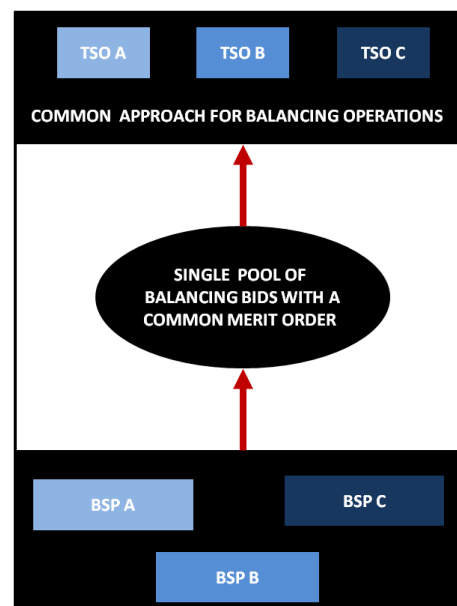 TSO A
TSO B
TSO C
COMMON APPROACH FOR BALANCING OPERATIONS
SINGLE POOL OF
BALANCING BIDS WITH A
COMMON MERIT ORDER
BSP A
BSP C
BSP B